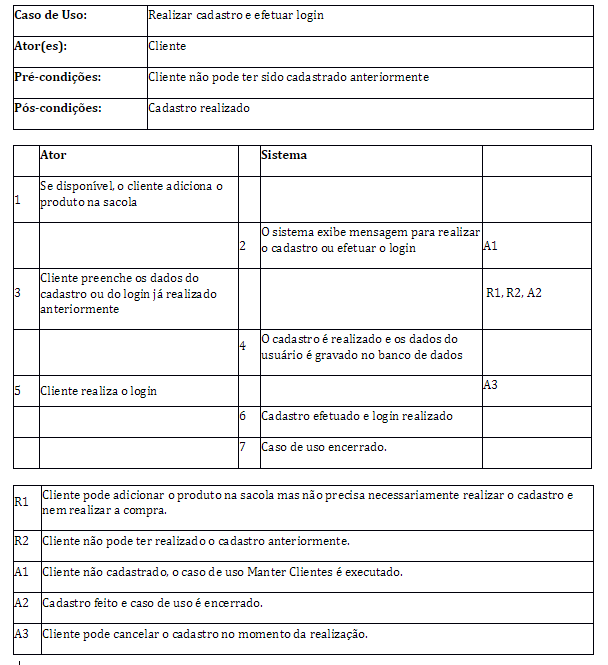 Caso de Uso: Realizar cadastro e efetuar login
Ator(es): Cliente
Pré-condições: Cliente não pode ter sido cadastrado anteriormente
Pós-condições: Cadastro realizado
Ator Sistema
1 Se disponível, o cliente adiciona o
produto na sacola
2 O sistema exibe mensagem para realizar
o cadastro ou efetuar o login A1
3 Cliente preenche os dados do
cadastro ou do login já realizado
anteriormente R1, R2, A2
4 O cadastro é realizado e os dados do
usuário é gravado no banco de dados
5 Cliente realiza o login A3
6 Cadastro efetuado e login realizado
7 Caso de uso encerrado.
R1 Cliente pode adicionar o produto na sacola mas não precisa necessariamente realizar o cadastro e
nem realizar a compra.
R2 Cliente não pode ter realizado o cadastro anteriormente.
A1 Cliente não cadastrado, o caso de uso Manter Clientes é executado.
A2 Cadastro feito e caso de uso é encerrado.
A3 Cliente pode cancelar o cadastro no momento da realização.